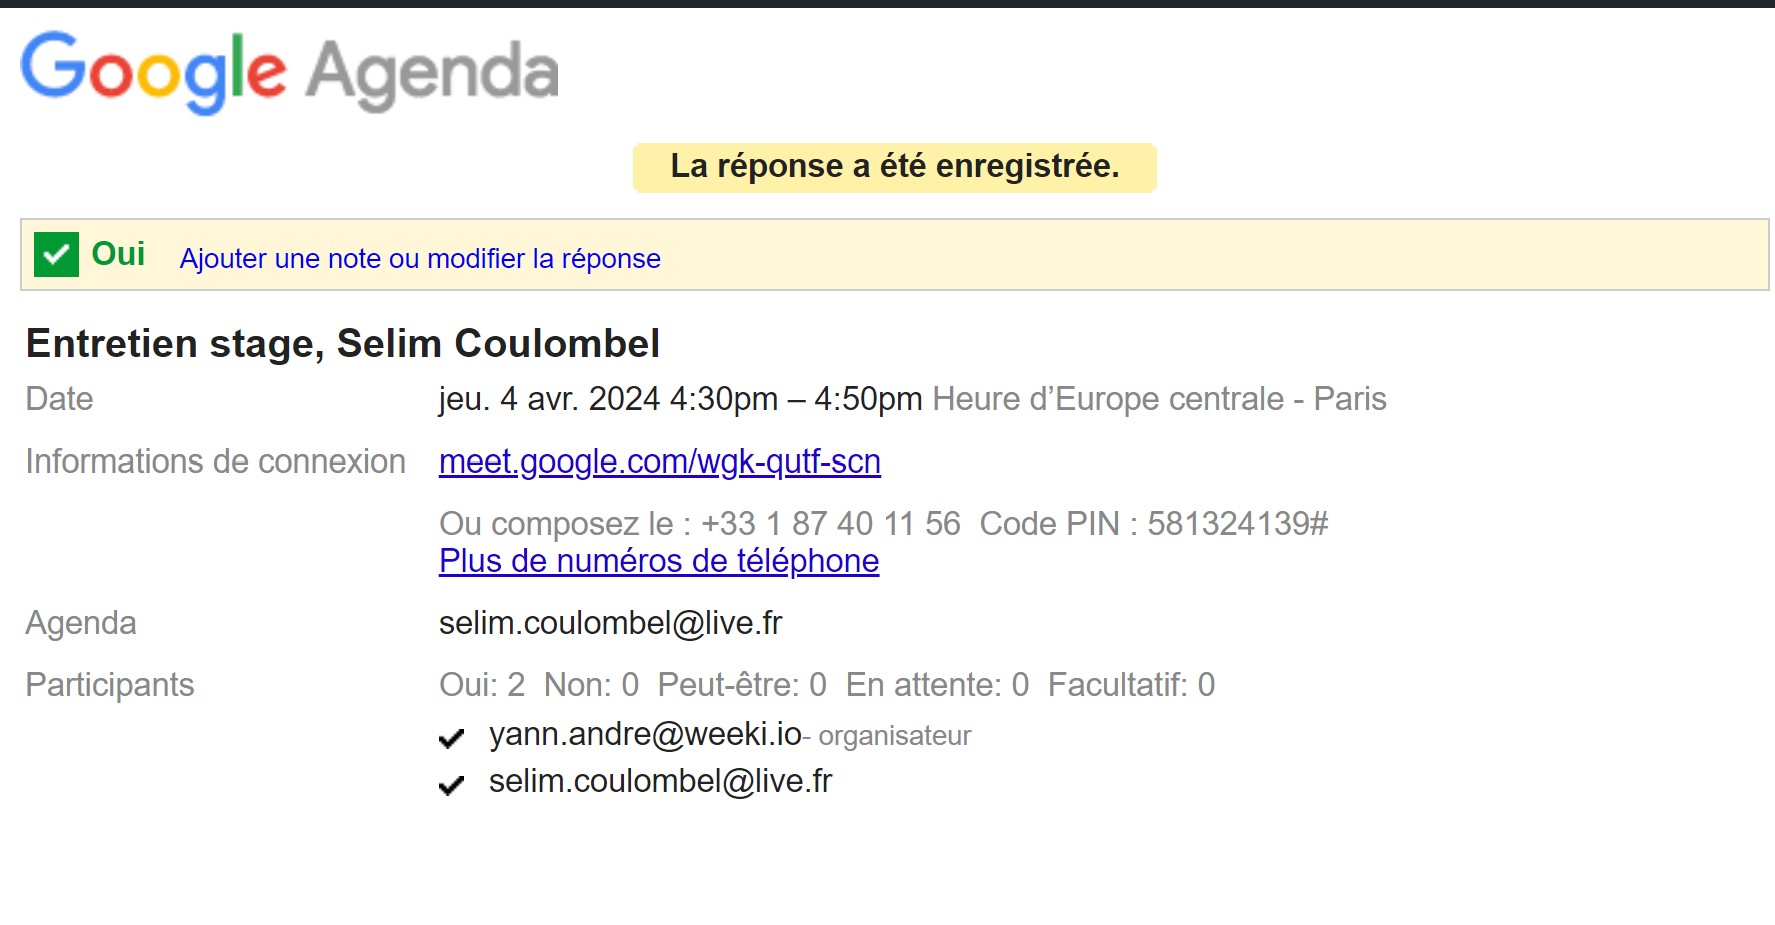 Google Agenda
La réponse a été enregistrée.
Oui Ajouter une note ou modifier la réponse
Entretien stage, Selim Coulombel
Date jeu. 4 avr. 2024 4:30pm – 4:50pm Heure d’Europe centrale - Paris
Informations de connexion meet.google.com/wgk-qutf-scn
Ou composez le : +33 1 87 40 11 56 Code PIN : 581324139#
Plus de numéros de téléphone
Agenda selim.coulombel@live.fr
Participants Oui: 2 Non: 0 Peut-être: 0 En attente: 0 Facultatif: 0
yann.andre@weeki.io- organisateur
selim.coulombel@live.fr